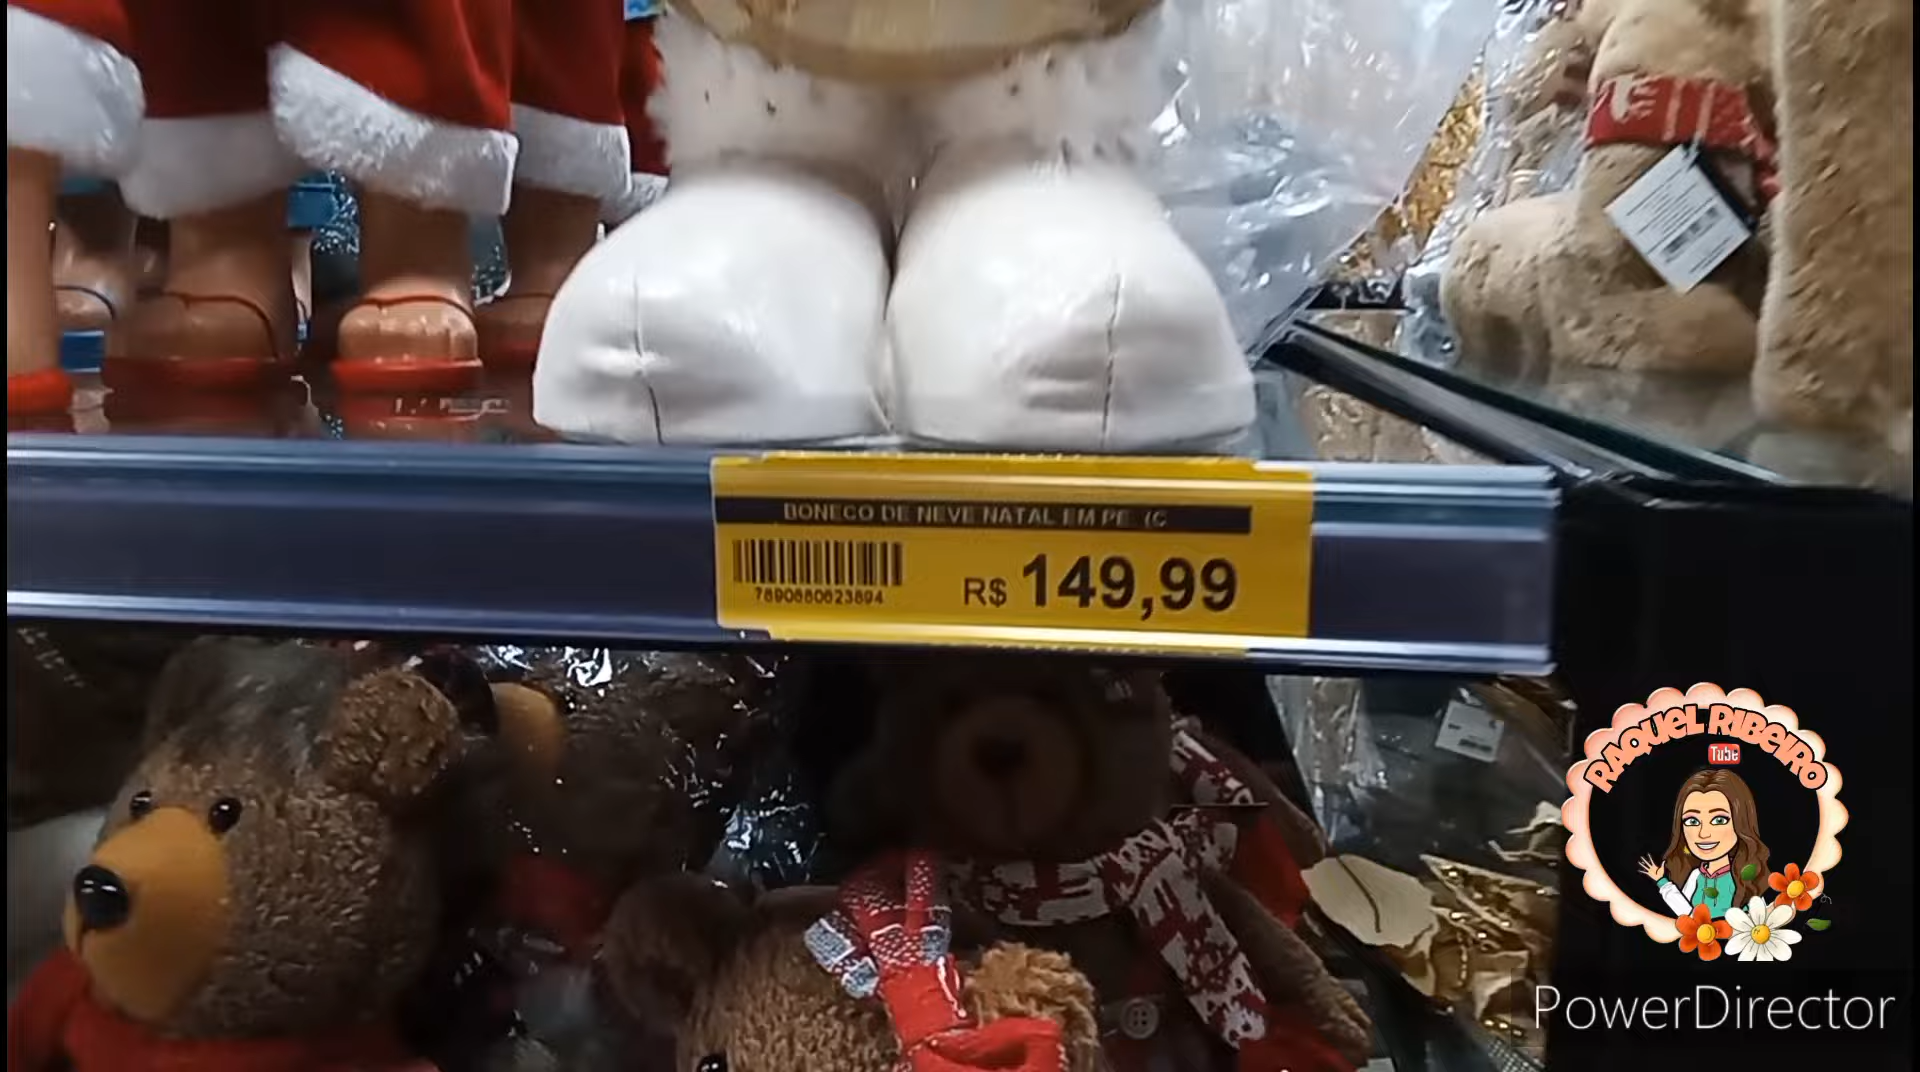 BONECO DE NEVE NATAL EM PE (C
7890880623894
R$ 149,99
RAQUEL RIBEIRO
Tube
PowerDirector